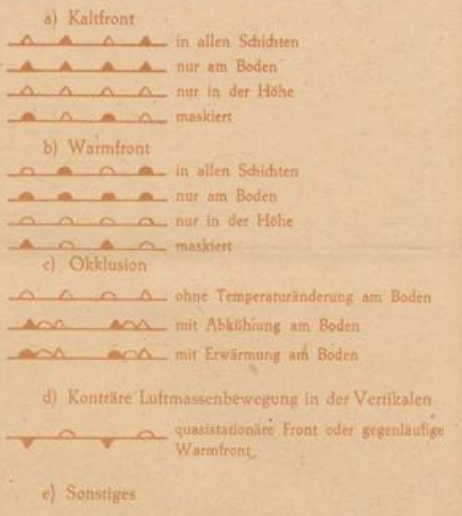 a) Kaltfront
in allen Schichten
nur am Boden
nur in der Höhe
maskiert
b) Warmfront
in allen Schichten
nur am Boden
nur in der Höhe
maskiert
c) Okklusion
ohne Temperaturänderung am Boden
mit Abkühlung am Boden
mit Erwärmung am Boden
d) Konträre Luftmassenbewegung in der Vertikalen
quasistationäre Front oder gegenläufige
Warmfront
e) Sonstiges